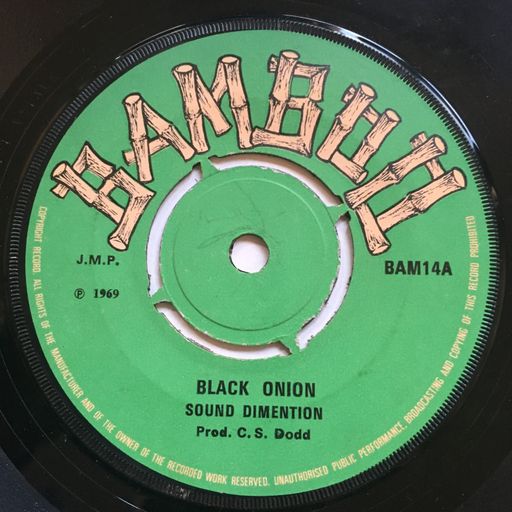 BAMBOO
J.M.P.
BAM14A
℗ 1969
BLACK ONION
SOUND DIMENTION
Prod. C. S. Dodd
COPYRIGHT RECORD. ALL RIGHTS OF THE MANUFACTURER AND OF THE OWNER OF THE RECORDED WORK RESERVED. UNAUTHORISED PUBLIC PERFORMANCE, BROADCASTING AND COPYING OF THIS RECORD PROHIBITED